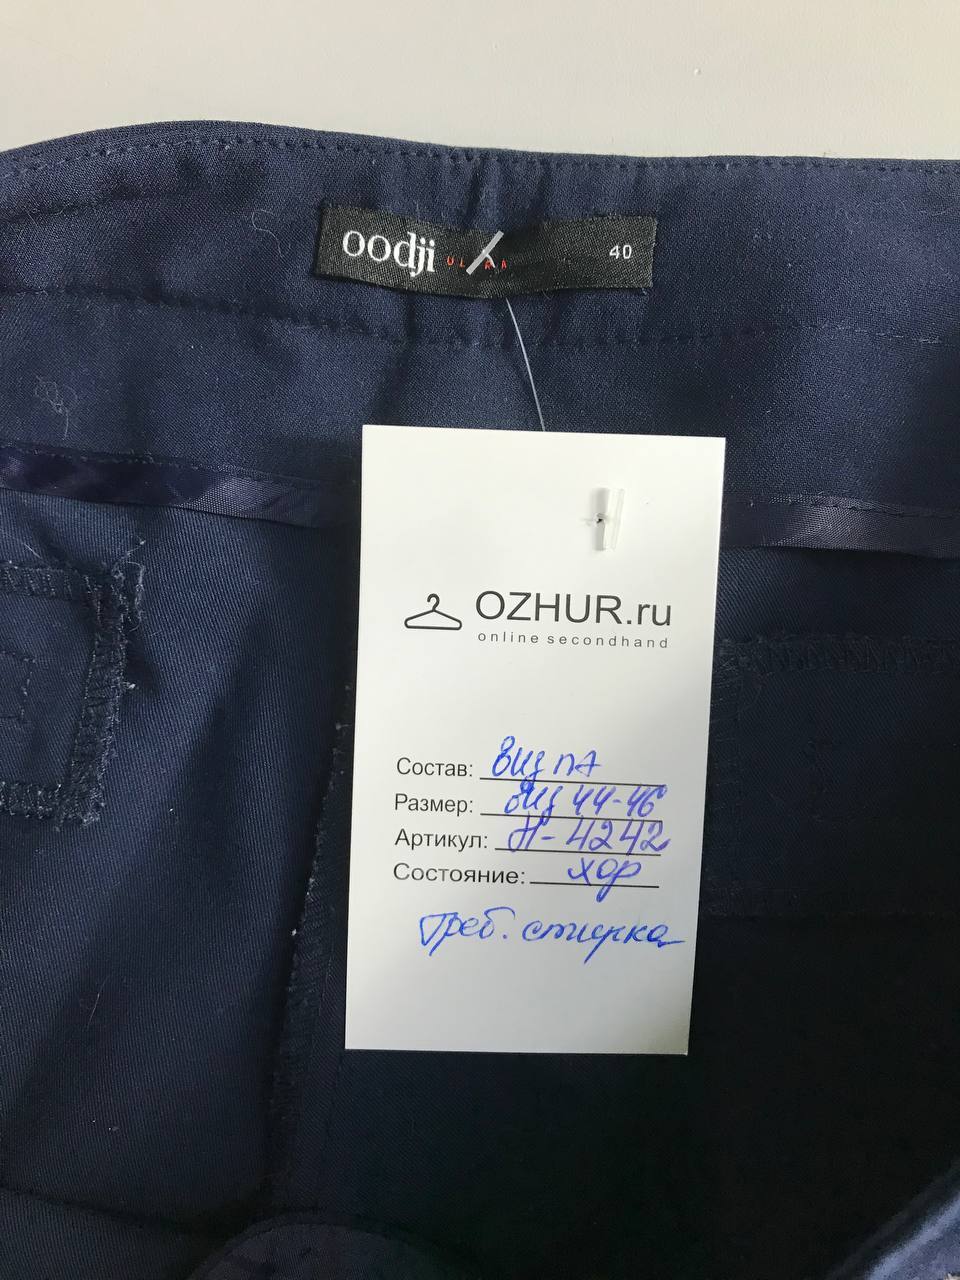 oodji ULTRA 40
OZHUR.ru
online secondhand
Состав: виз ПА
Размер: виз 44-46
Артикул: Н-4242
Состояние: хор
треб. стирка